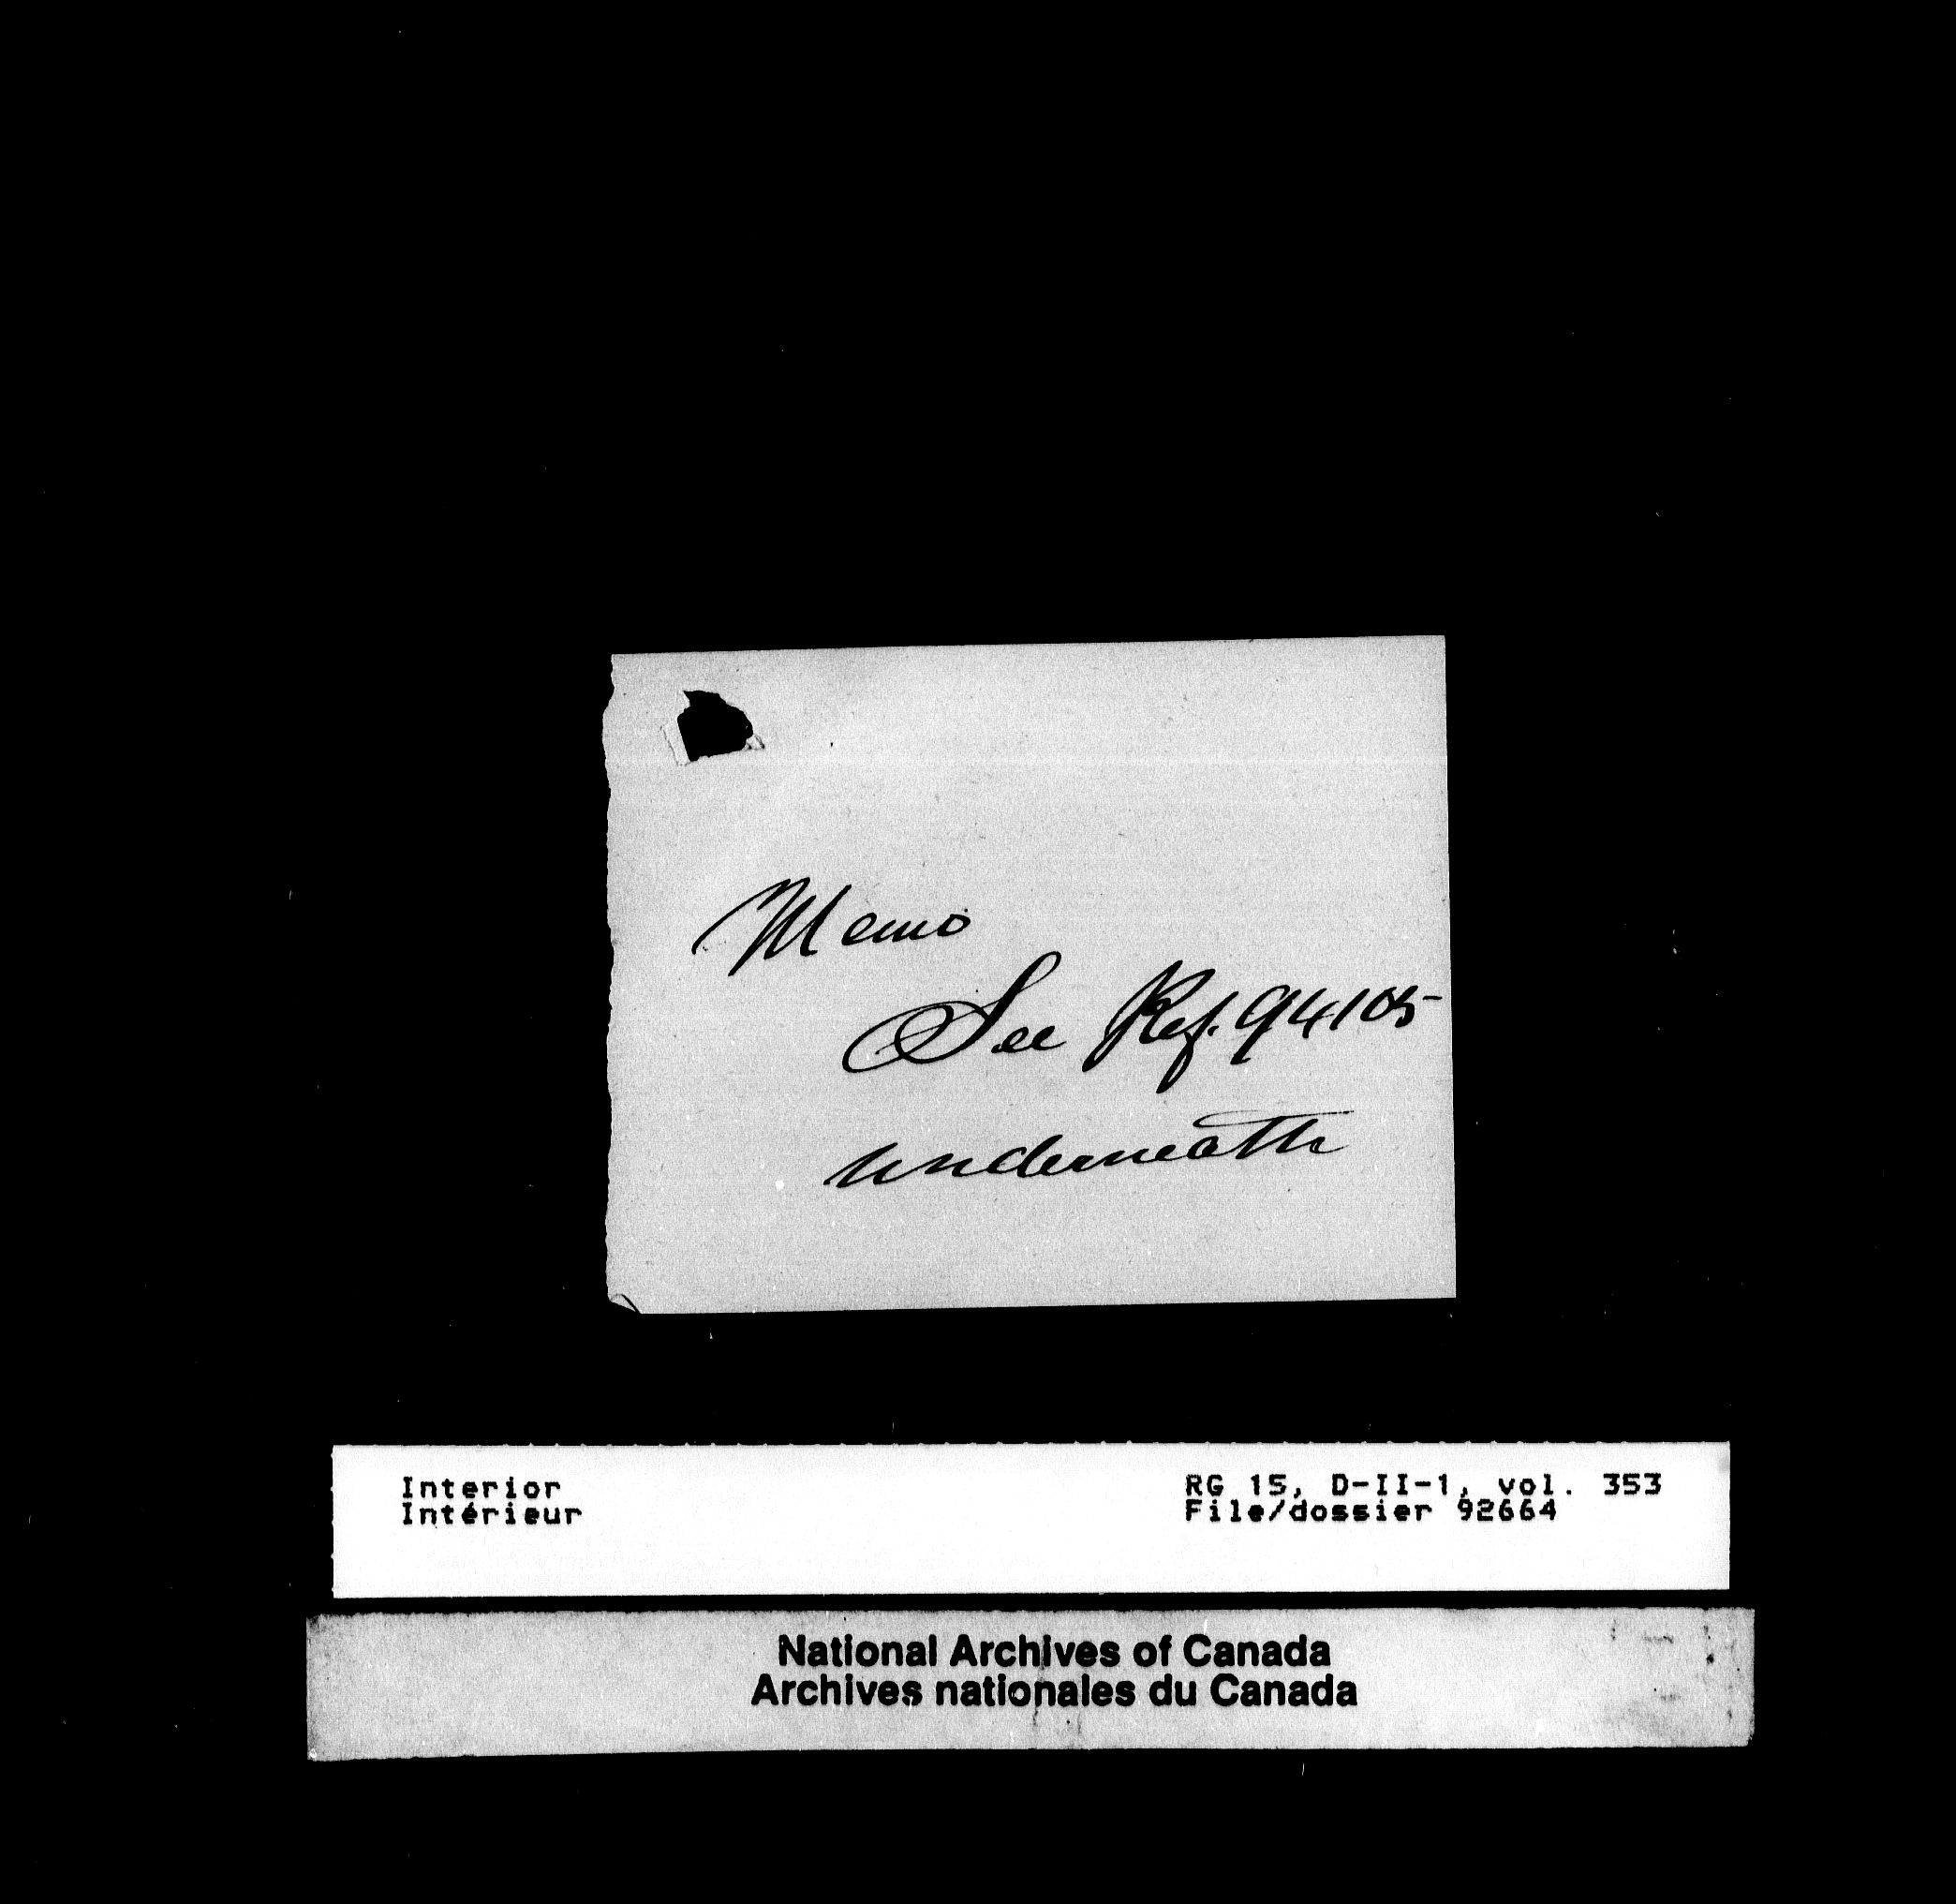 Memo
See Ref. 94105
underneath
Interior
Intérieur
RG 15, D-II-1, vol. 353
File/dossier 92664
National Archives of Canada
Archives nationales du Canada